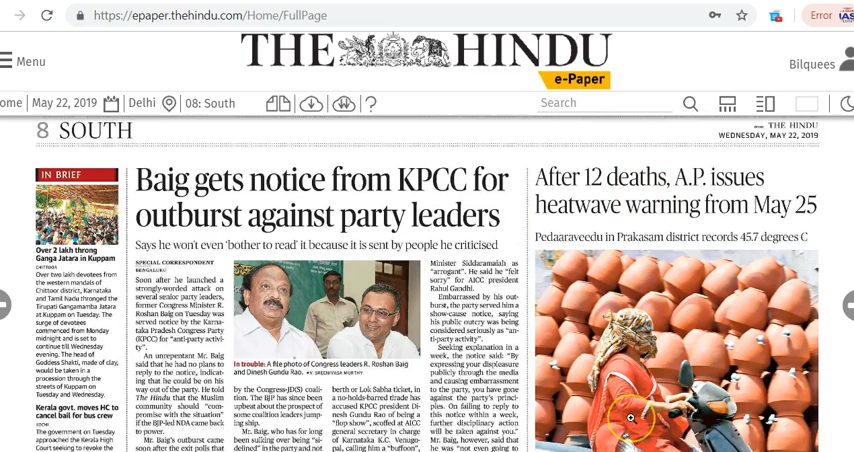 https://epaper.thehindu.com/Home/FullPage
Error
IAS
THE HINDU
e-Paper
Menu
Bilquees
ome | May 22, 2019 | Delhi | 08: South
?
Search
8 SOUTH
THE HINDU
WEDNESDAY, MAY 22, 2019
IN BRIEF
Over 2 lakh throng
Ganga Jatara in Kuppam
CHITTOOR
Over two lakh devotees from
the western mandals of
Chittoor district, Karnataka
and Tamil Nadu thronged the
Tirupati Gangamamba Jatara
at Kuppam on Tuesday. The
surge of devotees
commenced from Monday
midnight and is set to
continue till Wednesday
evening. The head of
Goddess Shakti, made of clay,
would be taken in a
procession through the
streets of Kuppam on
Tuesday and Wednesday.
Kerala govt. moves HC to
cancel bail for bus crew
KOCHI
The government on Tuesday
approached the Kerala High
Court seeking to revoke the
Baig gets notice from KPCC for
outburst against party leaders
Says he won't even 'bother to read' it because it is sent by people he criticised
SPECIAL CORRESPONDENT
BENGALURU
Soon after he launched a
strongly-worded attack on
several senior party leaders,
former Congress Minister R.
Roshan Baig on Tuesday was
served notice by the Karna-
taka Pradesh Congress Party
(KPCC) for "anti-party activi-
ty".
An unrepentant Mr. Baig
said that he had no plans to
reply to the notice, indicating
that he could be on his
way out of the party. He told
The Hindu that the Muslim
community should "com-
promise with the situation"
if the BJP-led NDA came back
to power.
Mr. Baig's outburst came
soon after the exit polls that
In trouble: A file photo of Congress leaders R. Roshan Baig
and Dinesh Gundu Rao.
by the Congress-JD(S) coali-
tion. The BJP has since been
upbeat about the prospect of
some coalition leaders jump-
ing ship.
Mr. Baig, who has for long
been sulking over being "si-
delined" in the party and not
berth or Lok Sabha ticket, in
a no-holds-barred tirade has
accused KPCC president Di-
nesh Gundu Rao of being a
"flop show", scoffed at AICC
general secretary in charge
of Karnataka K.C. Venugo-
pal, calling him a "buffoon",
Minister Siddaramaiah as
"arrogant". He said he "felt
sorry" for AICC president
Rahul Gandhi.
Embarrassed by his out-
burst, the party served him a
show-cause notice, saying
his public outcry was being
considered seriously as "an-
ti-party activity".
Seeking explanation in a
week, the notice said: "By
expressing your displeasure
publicly through the media
and causing embarrassment
to the party, you have gone
against the party's princi-
ples. On failing to reply to
this notice within a week,
further disciplinary action
will be taken against you."
Mr. Baig, however, said that
he was "not even going to
After 12 deaths, A.P. issues
heatwave warning from May 25
Pedaaraveedu in Prakasam district records 45.7 degrees C